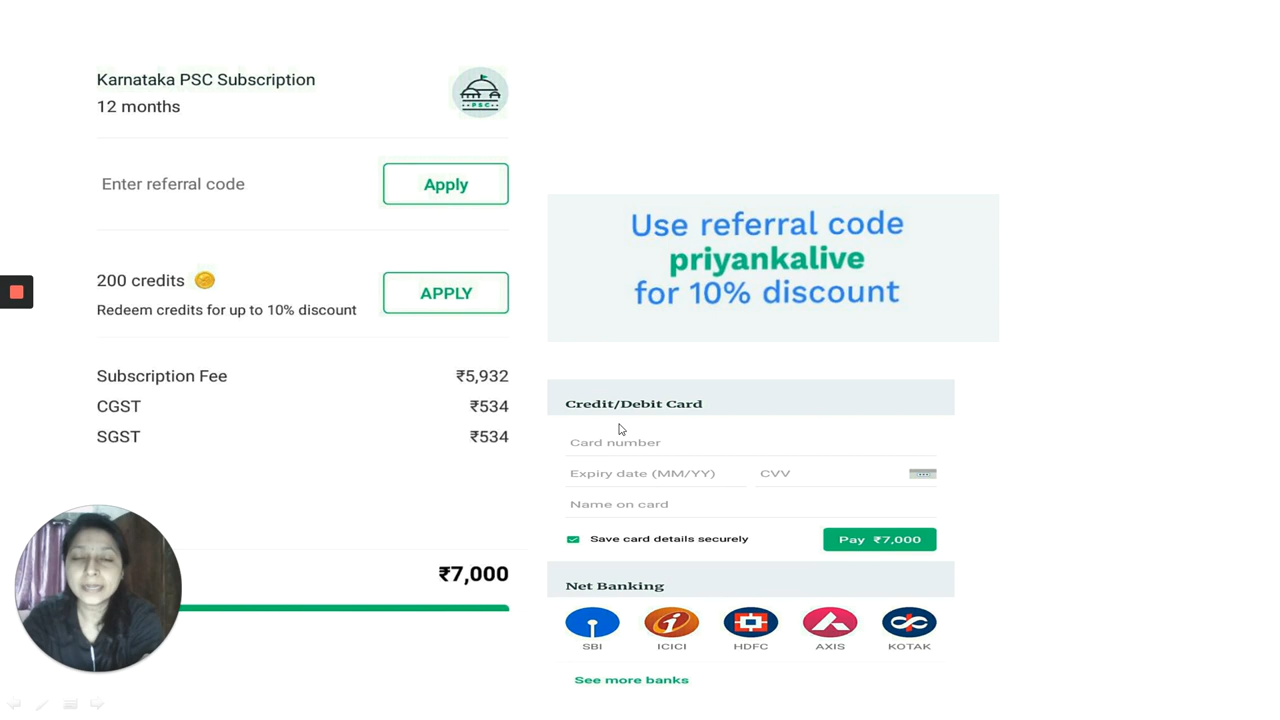 Karnataka PSC Subscription
12 months
PSC
Enter referral code
Apply
200 credits
Redeem credits for up to 10% discount
APPLY
Subscription Fee ₹5,932
CGST ₹534
SGST ₹534
₹7,000
Use referral code
priyankalive
for 10% discount
Credit/Debit Card
Card number
Expiry date (MM/YY) CVV
Name on card
Save card details securely
Pay ₹7,000
Net Banking
SBI ICICI HDFC AXIS KOTAK
See more banks